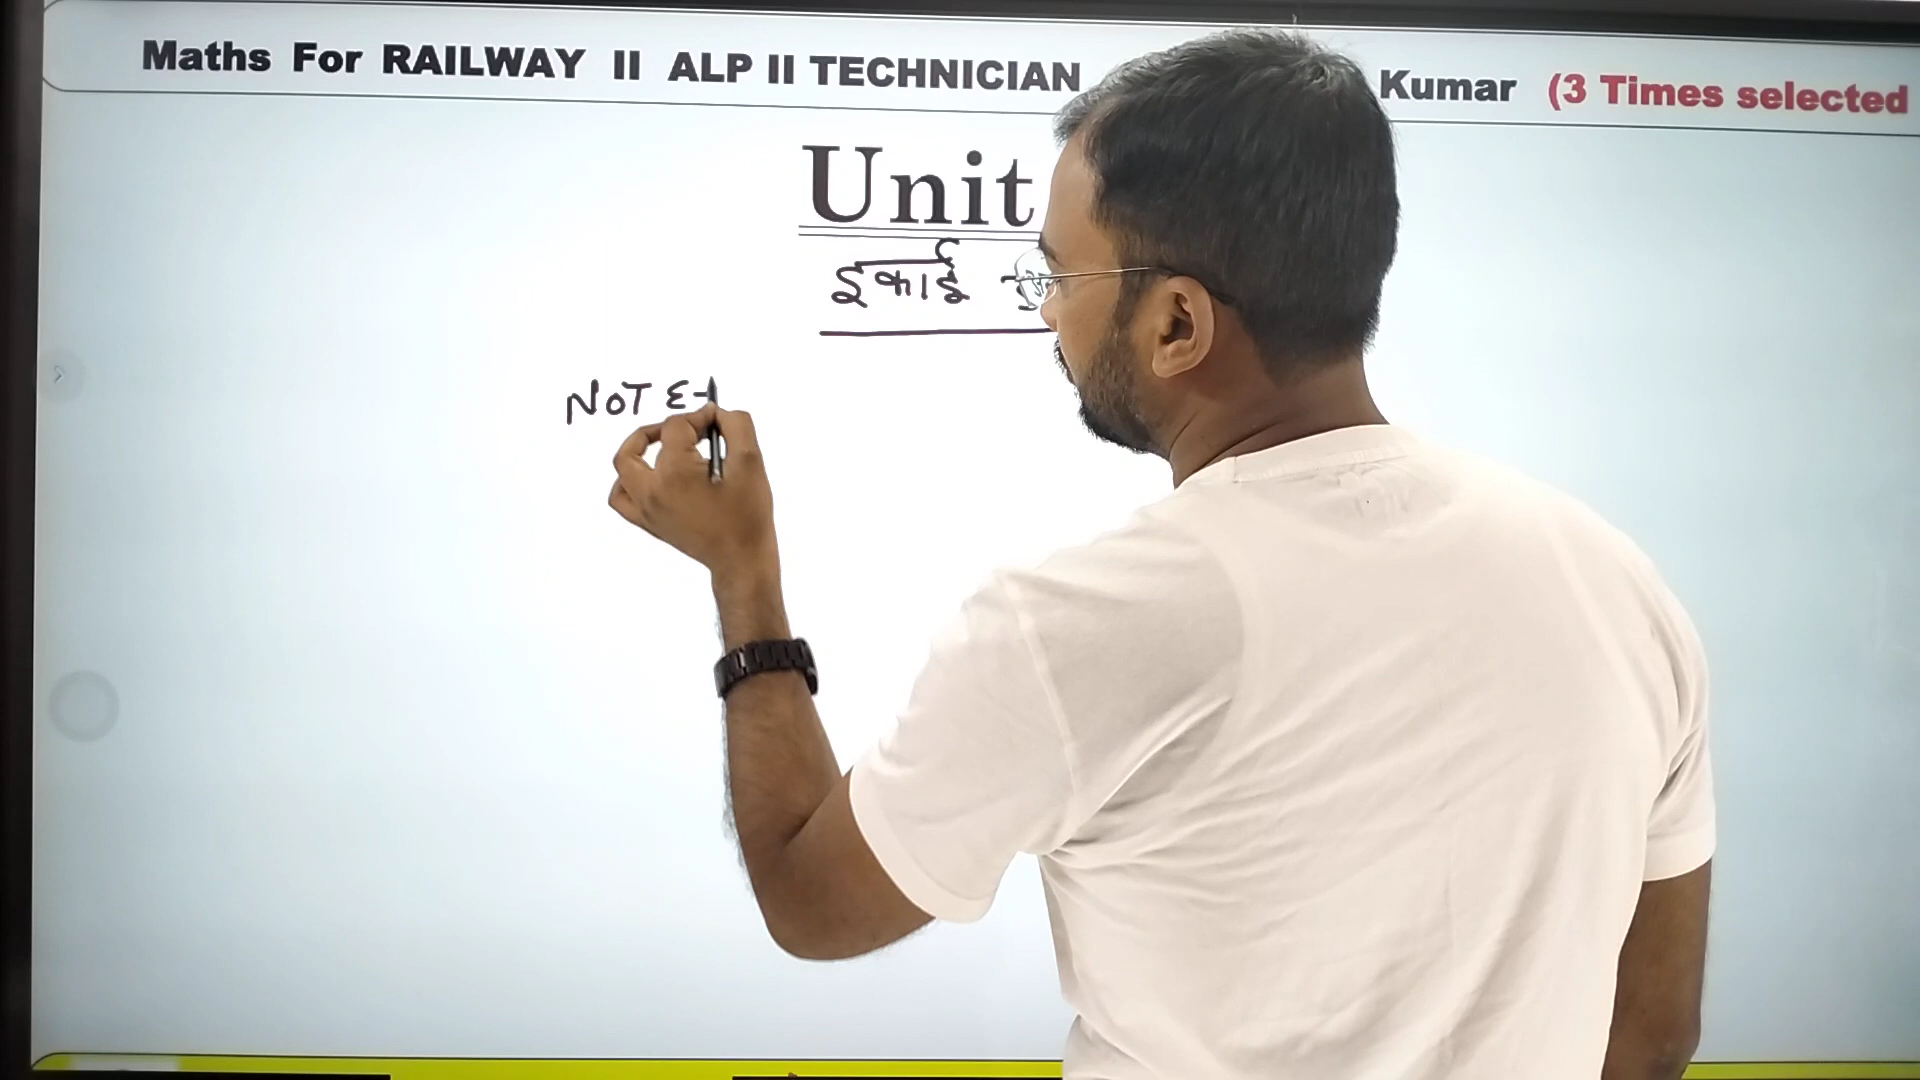 Maths For RAILWAY II ALP II TECHNICIAN Kumar (3 Times selected
Unit
इकाई
NOTE-